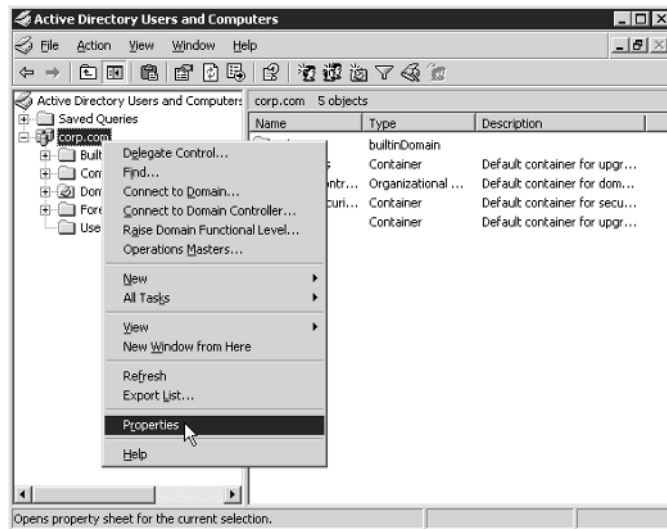 Active Directory Users and Computers
File Action View Window Help
Active Directory Users and Computers
Saved Queries
corp.com
Built
Com
Dom
Fore
Use
corp.com 5 objects
Name Type Description
builtinDomain
Container Default container for upgr...
ntr... Organizational ... Default container for dom...
curi... Container Default container for secu...
Container Default container for upgr...
Delegate Control...
Find...
Connect to Domain...
Connect to Domain Controller...
Raise Domain Functional Level...
Operations Masters...
New
All Tasks
View
New Window from Here
Refresh
Export List...
Properties
Help
Opens property sheet for the current selection.